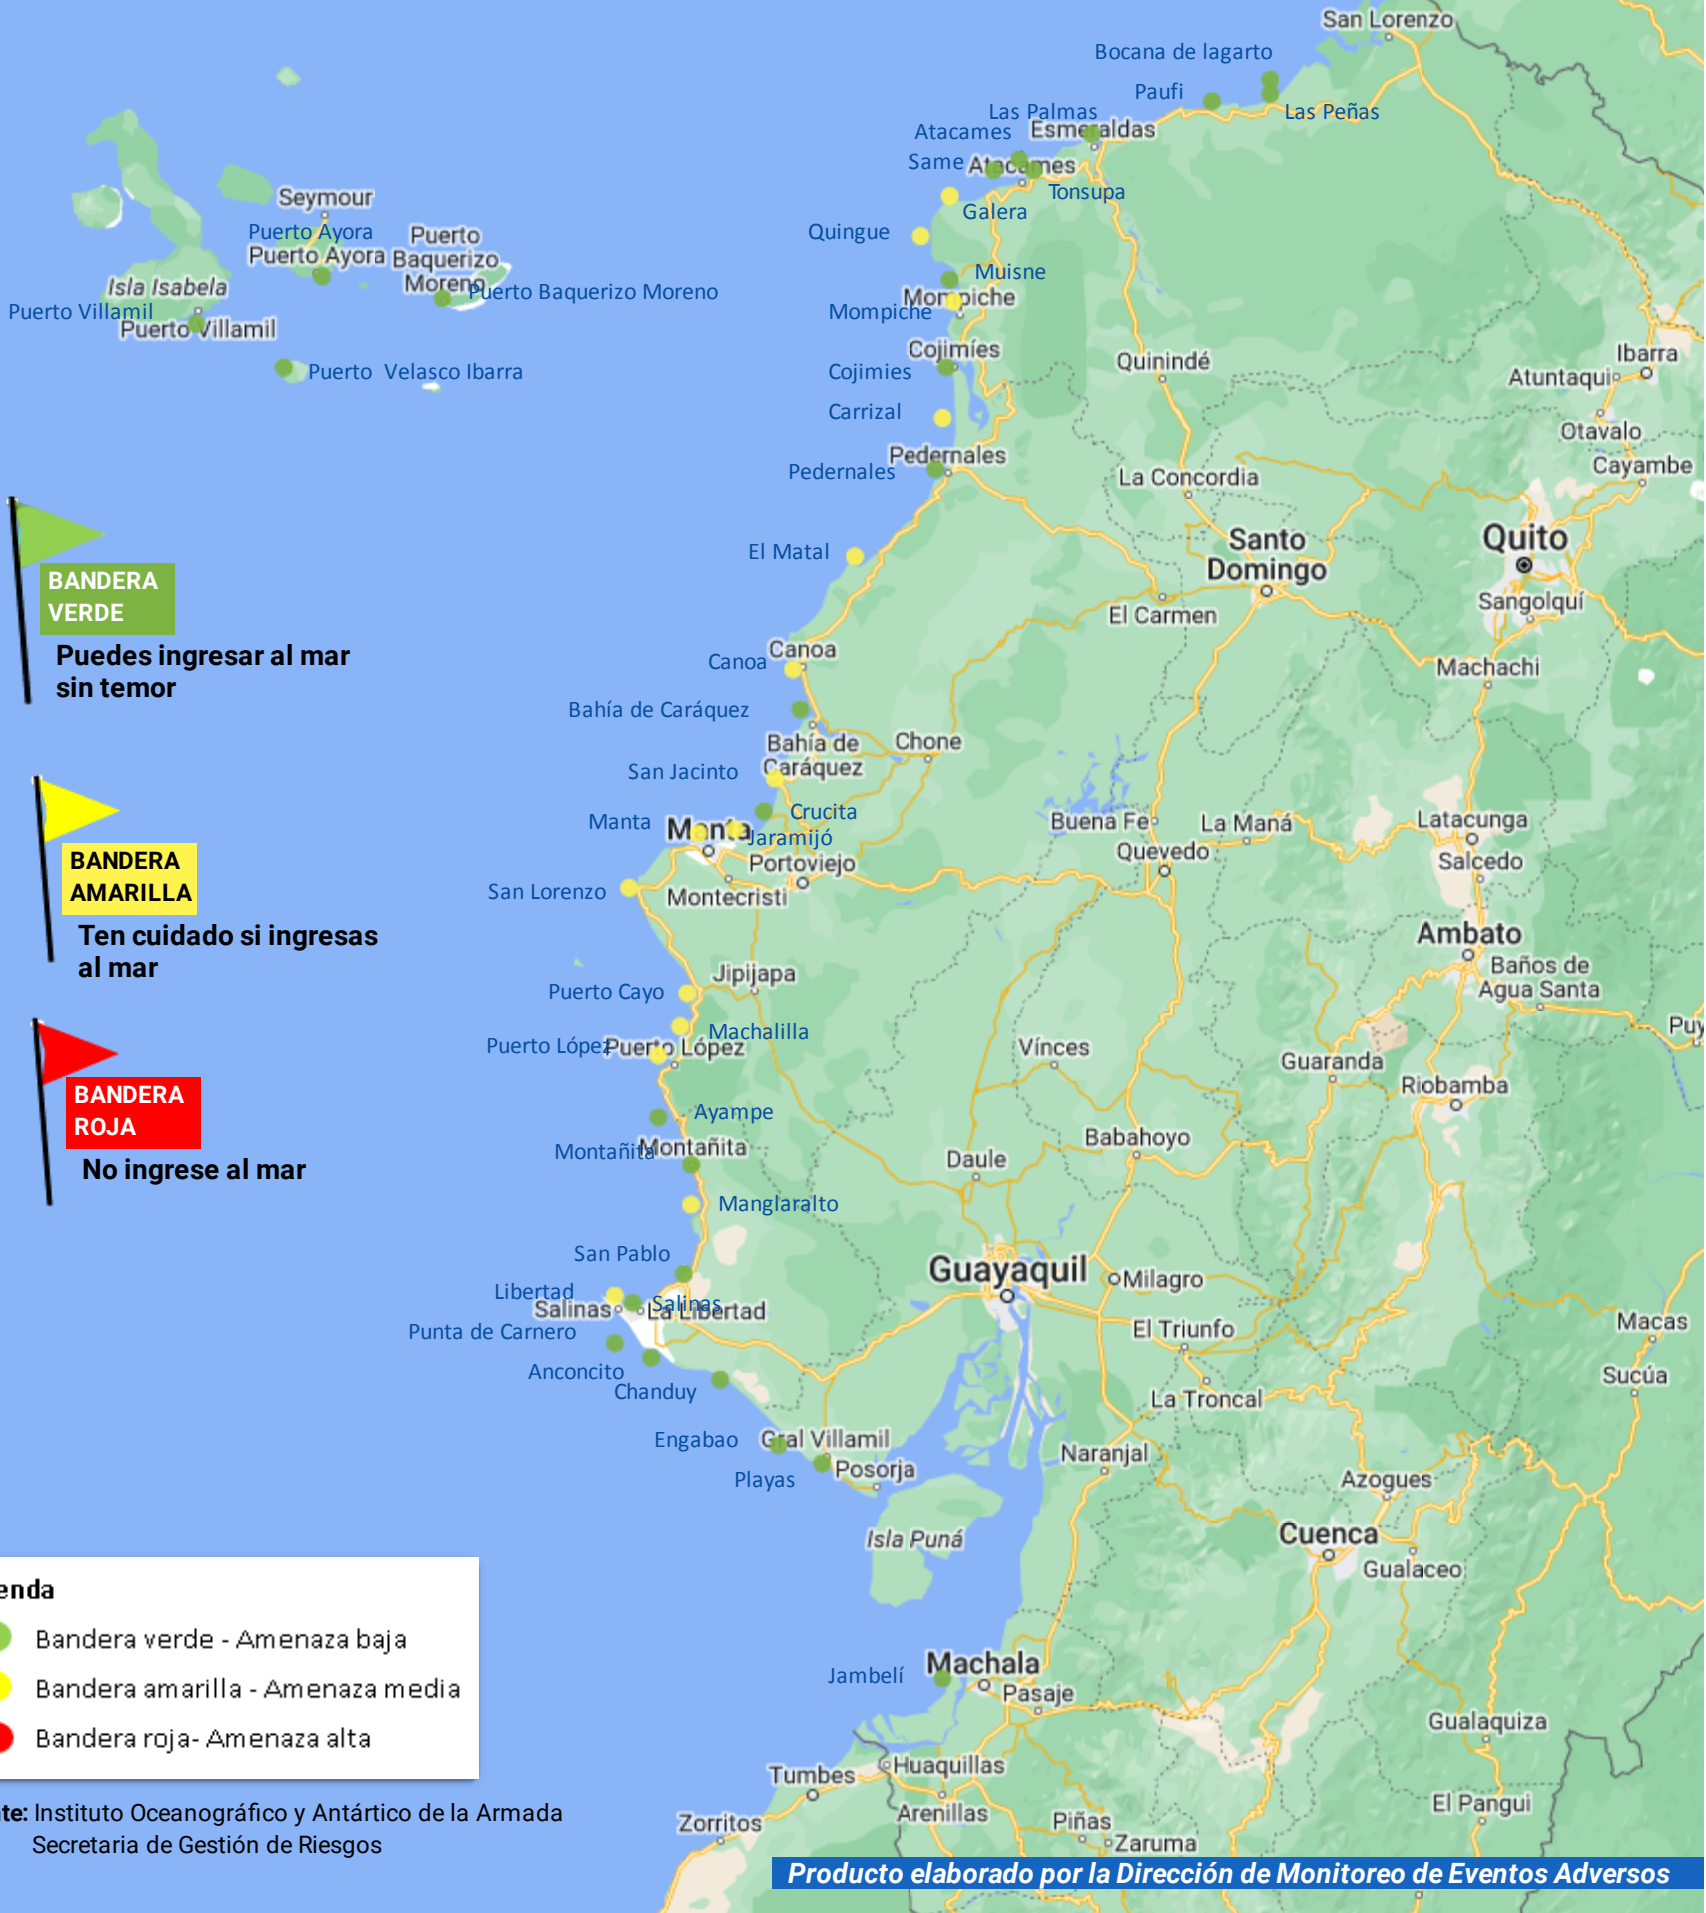 San Lorenzo
Bocana de lagarto
Paufi
Las Peñas
Las Palmas
Esmeraldas
Atacames
Same
Atacames
Tonsupa
Galera
Quingue
Muisne
Mompiche
Mompiche
Cojimíes
Cojimies
Carrizal
Pedernales
Pedernales
El Matal
Canoa
Canoa
Bahía de Caráquez
Bahía de
Caráquez
Chone
San Jacinto
Crucita
Manta
Manta
Jaramijó
Portoviejo
Montecristi
San Lorenzo
Jipijapa
Puerto Cayo
Machalilla
Puerto López
Puerto López
Ayampe
Montañita
Montañita
Manglaralto
San Pablo
Libertad
Salinas
Salinas
La Libertad
Punta de Carnero
Anconcito
Chanduy
Engabao
Gral Villamil
Playas
Posorja
Isla Puná
Jambelí
Machala
Pasaje
Huaquillas
Tumbes
Zorritos
Arenillas
Piñas
Zaruma
Seymour
Puerto Ayora
Puerto Ayora
Puerto
Baquerizo
Moreno
Puerto Baquerizo Moreno
Isla Isabela
Puerto Villamil
Puerto Villamil
Puerto Velasco Ibarra
Quinindé
Ibarra
Atuntaqui
Otavalo
Cayambe
La Concordia
Santo
Domingo
Quito
Sangolquí
El Carmen
Machachi
Buena Fe
La Maná
Latacunga
Quevedo
Salcedo
Ambato
Baños de
Agua Santa
Puy
Vínces
Guaranda
Riobamba
Babahoyo
Daule
Guayaquil
Milagro
El Triunfo
Macas
Sucúa
La Troncal
Naranjal
Azogues
Cuenca
Gualaceo
Gualaquiza
El Pangui
BANDERA
VERDE
Puedes ingresar al mar
sin temor
BANDERA
AMARILLA
Ten cuidado si ingresas
al mar
BANDERA
ROJA
No ingrese al mar
enda
Bandera verde - Amenaza baja
Bandera amarilla - Amenaza media
Bandera roja- Amenaza alta
te: Instituto Oceanográfico y Antártico de la Armada
Secretaria de Gestión de Riesgos
Producto elaborado por la Dirección de Monitoreo de Eventos Adversos